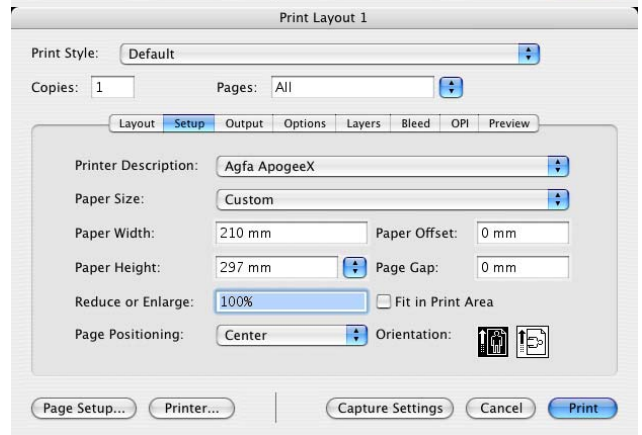 Print Layout 1
Print Style: Default
Copies: 1 Pages: All
Layout Setup Output Options Layers Bleed OPI Preview
Printer Description: Agfa ApogeeX
Paper Size: Custom
Paper Width: 210 mm Paper Offset: 0 mm
Paper Height: 297 mm Page Gap: 0 mm
Reduce or Enlarge: 100% Fit in Print Area
Page Positioning: Center Orientation:
Page Setup... Printer... Capture Settings Cancel Print